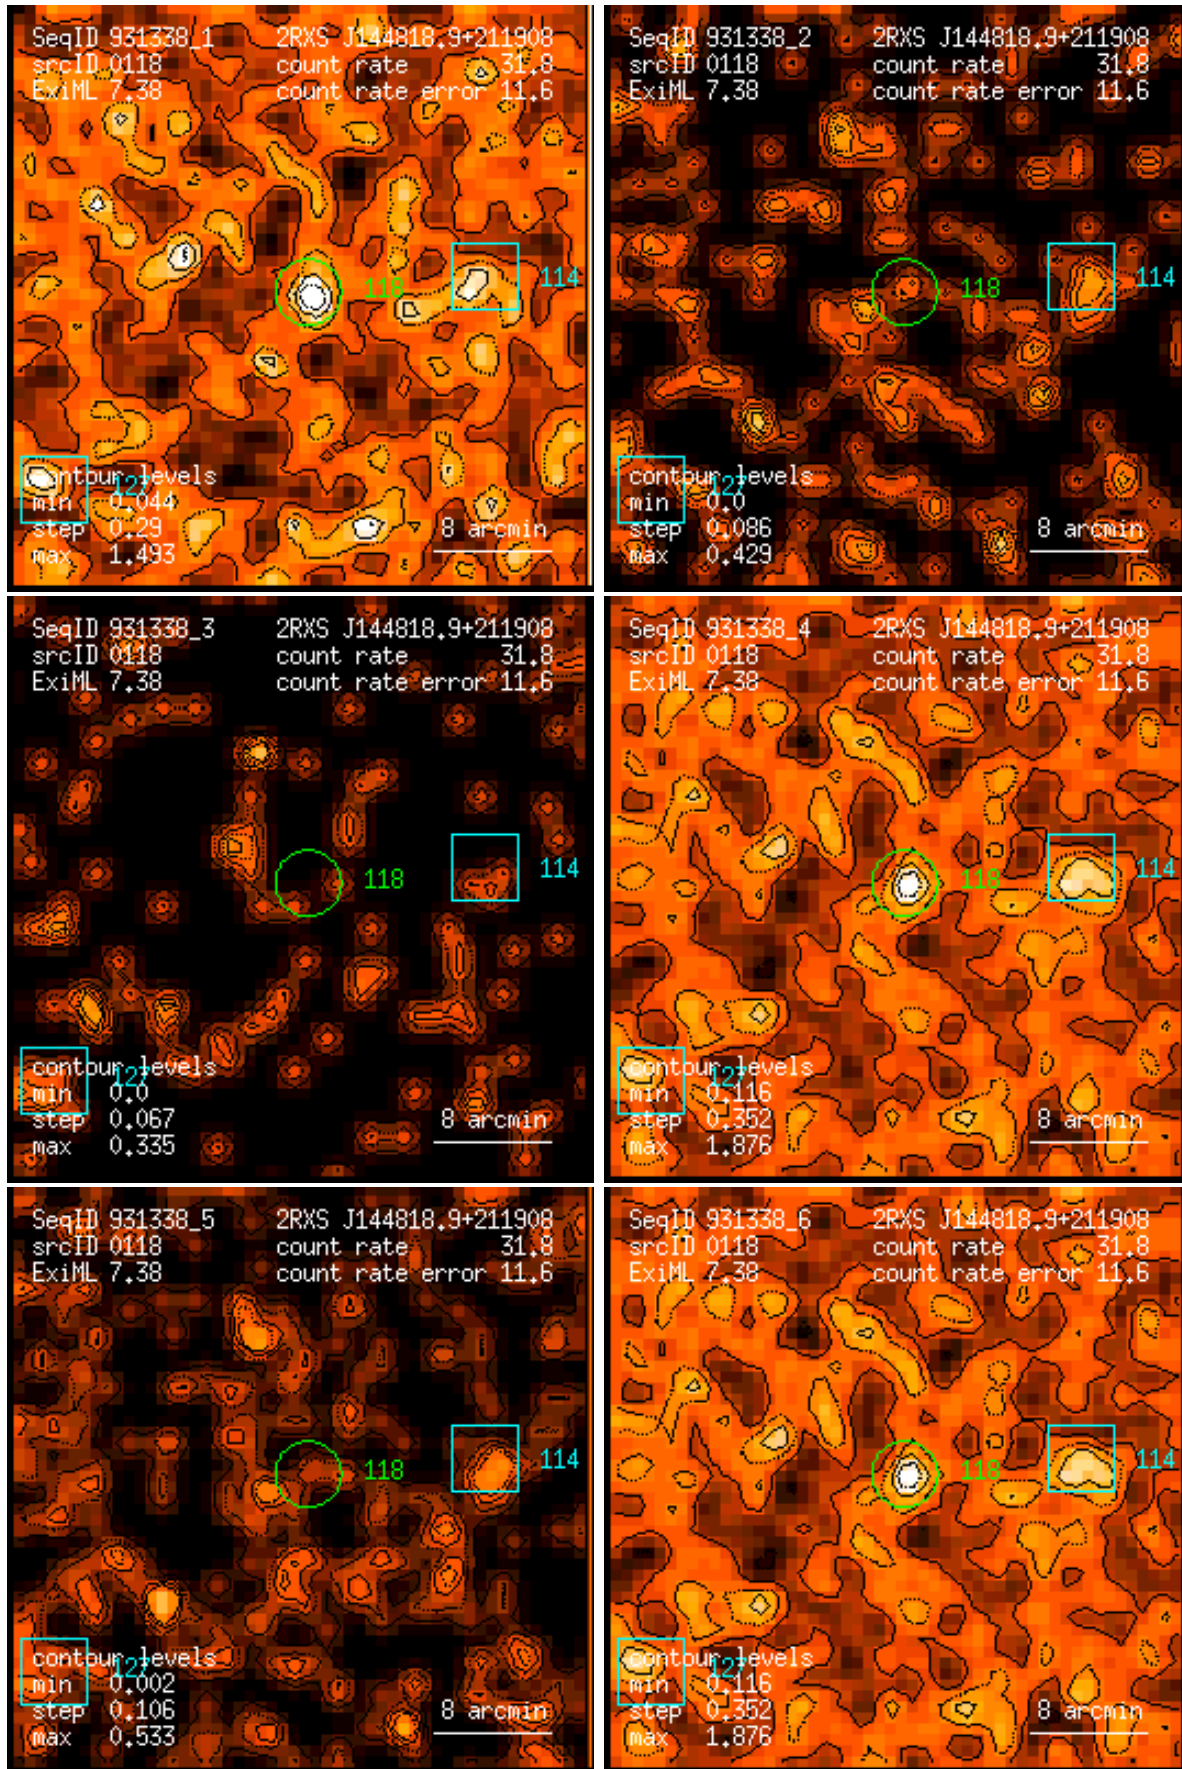 SeqID 931338_1 2RXS J144818.9+211908
srcID 0118 count rate 31.8
ExiML 7.38 count rate error 11.6
118
114
127
contour levels
min 0.044
step 0.29
max 1.493
8 arcmin
SeqID 931338_2 2RXS J144818.9+211908
srcID 0118 count rate 31.8
ExiML 7.38 count rate error 11.6
118
114
127
contour levels
min 0.0
step 0.086
max 0.429
8 arcmin
SeqID 931338_3 2RXS J144818.9+211908
srcID 0118 count rate 31.8
ExiML 7.38 count rate error 11.6
118
114
127
contour levels
min 0.0
step 0.067
max 0.335
8 arcmin
SeqID 931338_4 2RXS J144818.9+211908
srcID 0118 count rate 31.8
ExiML 7.38 count rate error 11.6
118
114
127
contour levels
min 0.116
step 0.352
max 1.876
8 arcmin
SeqID 931338_5 2RXS J144818.9+211908
srcID 0118 count rate 31.8
ExiML 7.38 count rate error 11.6
118
114
127
contour levels
min 0.002
step 0.106
max 0.533
8 arcmin
SeqID 931338_6 2RXS J144818.9+211908
srcID 0118 count rate 31.8
ExiML 7.38 count rate error 11.6
118
114
127
contour levels
min 0.116
step 0.352
max 1.876
8 arcmin